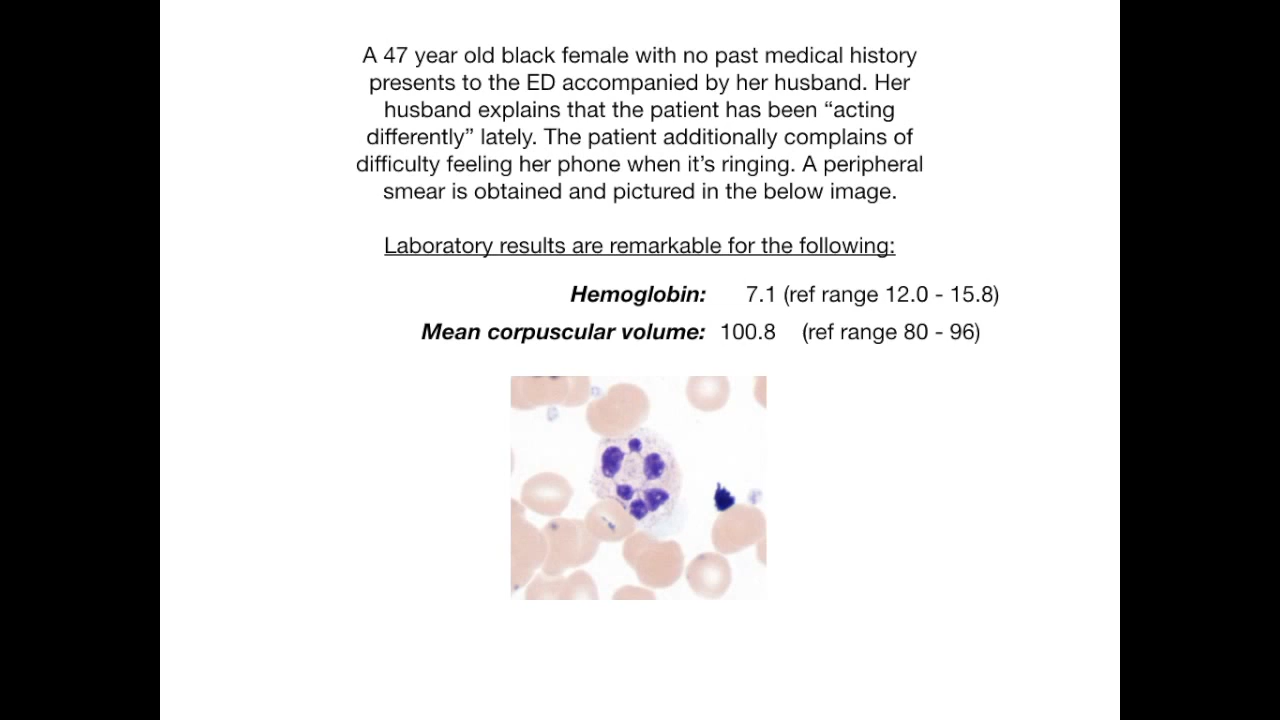 A 47 year old black female with no past medical history
presents to the ED accompanied by her husband. Her
husband explains that the patient has been “acting
differently” lately. The patient additionally complains of
difficulty feeling her phone when it’s ringing. A peripheral
smear is obtained and pictured in the below image.
Laboratory results are remarkable for the following:
Hemoglobin: 7.1 (ref range 12.0 - 15.8)
Mean corpuscular volume: 100.8 (ref range 80 - 96)